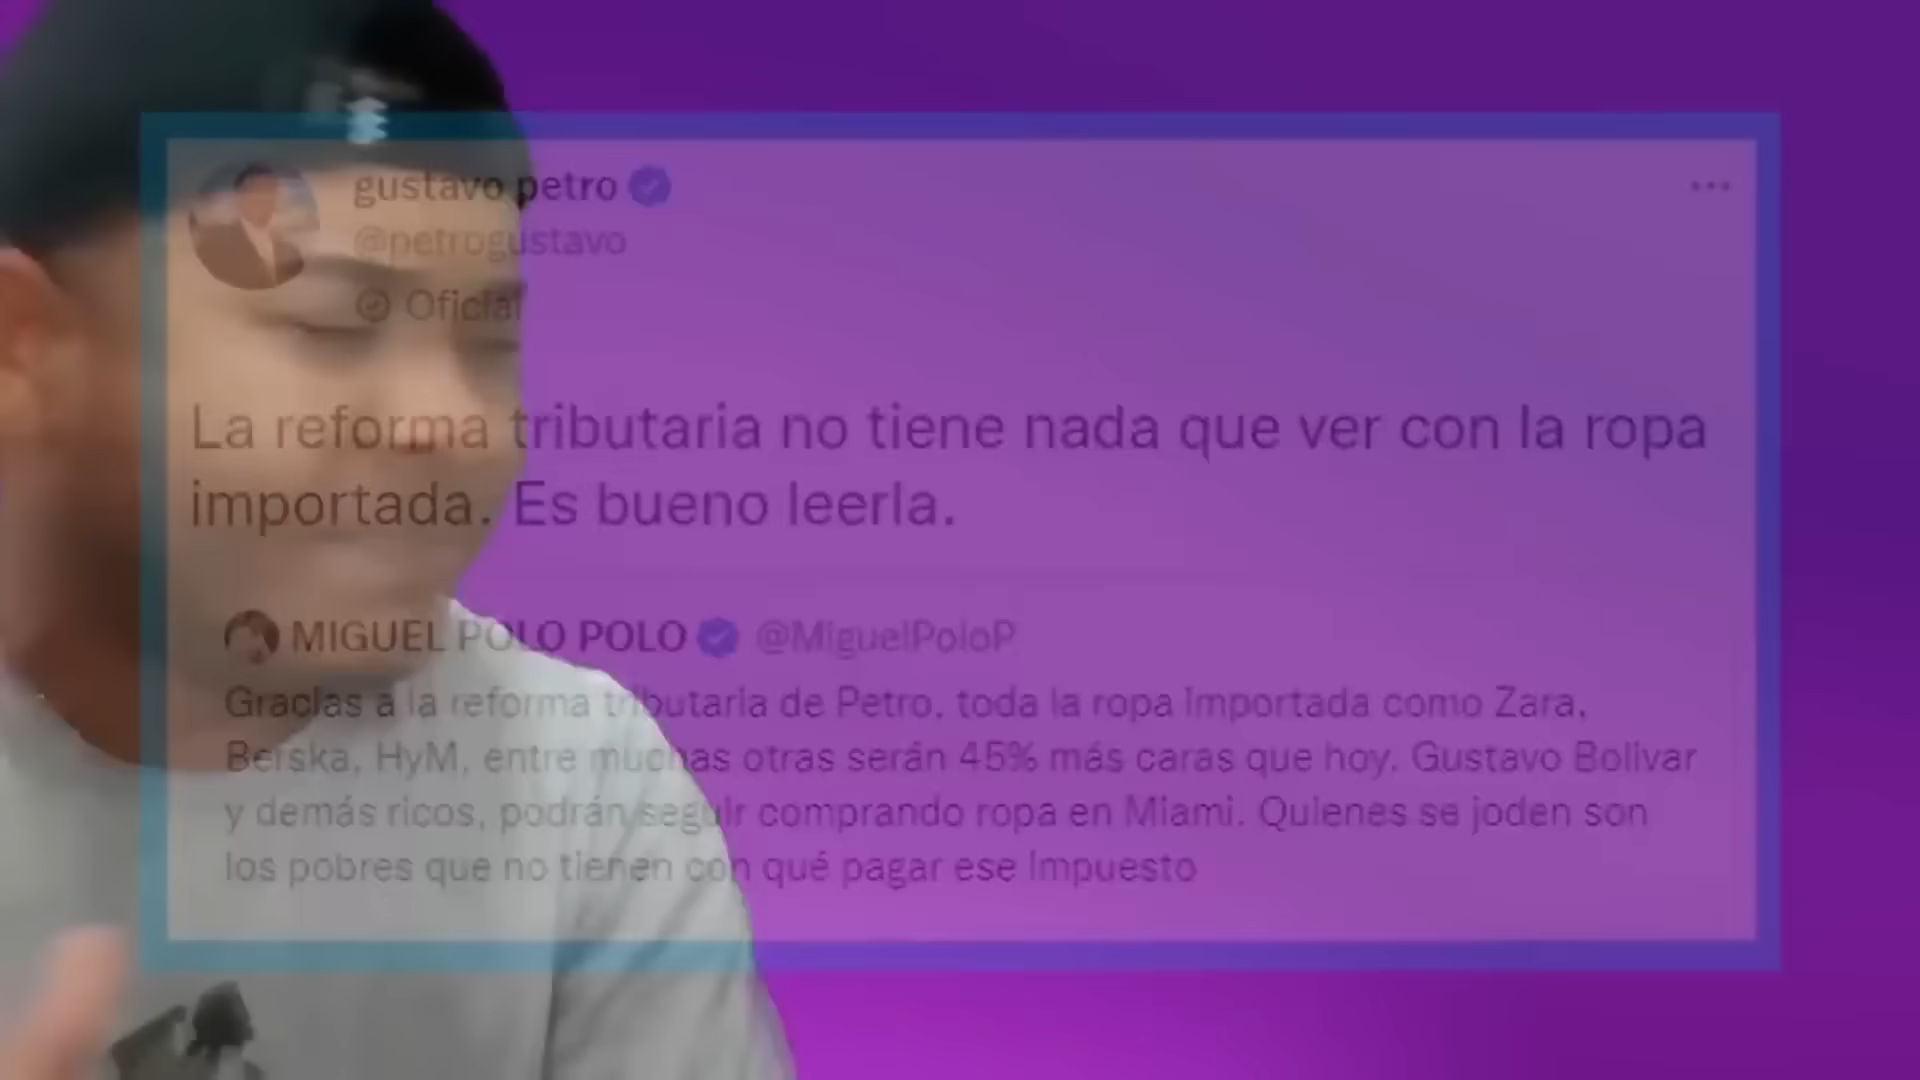 gustavo petro
@petrogustavo
Oficial
La reforma tributaria no tiene nada que ver con la ropa
importada. Es bueno leerla.
MIGUEL POLO POLO @MiguelPoloP
Gracias a la reforma tributaria de Petro, toda la ropa Importada como Zara,
Berska, HyM, entre muchas otras serán 45% más caras que hoy. Gustavo Bolivar
y demás ricos, podrán seguir comprando ropa en Miami. Quienes se joden son
los pobres que no tienen con qué pagar ese Impuesto